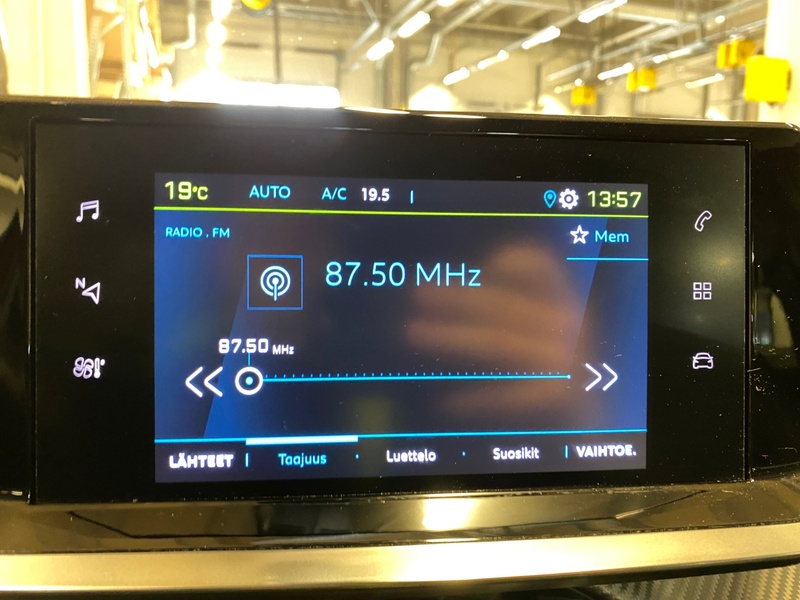 19°C AUTO A/C 19.5 13:57
RADIO . FM
Mem
87.50 MHz
87.50 MHz
N
LÄHTEET Taajuus Luettelo Suosikit VAIHTOE.